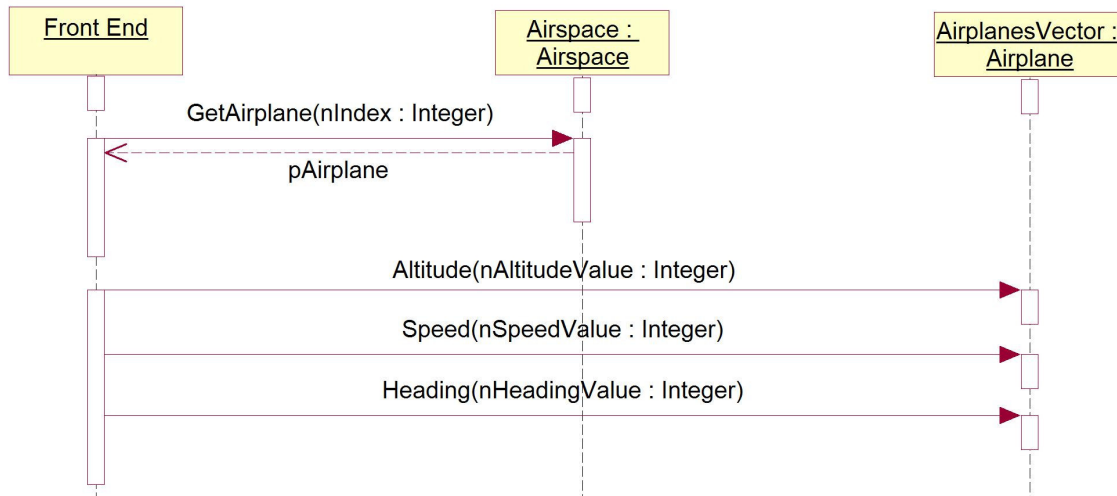 Front End
Airspace :
Airspace
AirplanesVector :
Airplane
GetAirplane(nIndex : Integer)
pAirplane
Altitude(nAltitudeValue : Integer)
Speed(nSpeedValue : Integer)
Heading(nHeadingValue : Integer)